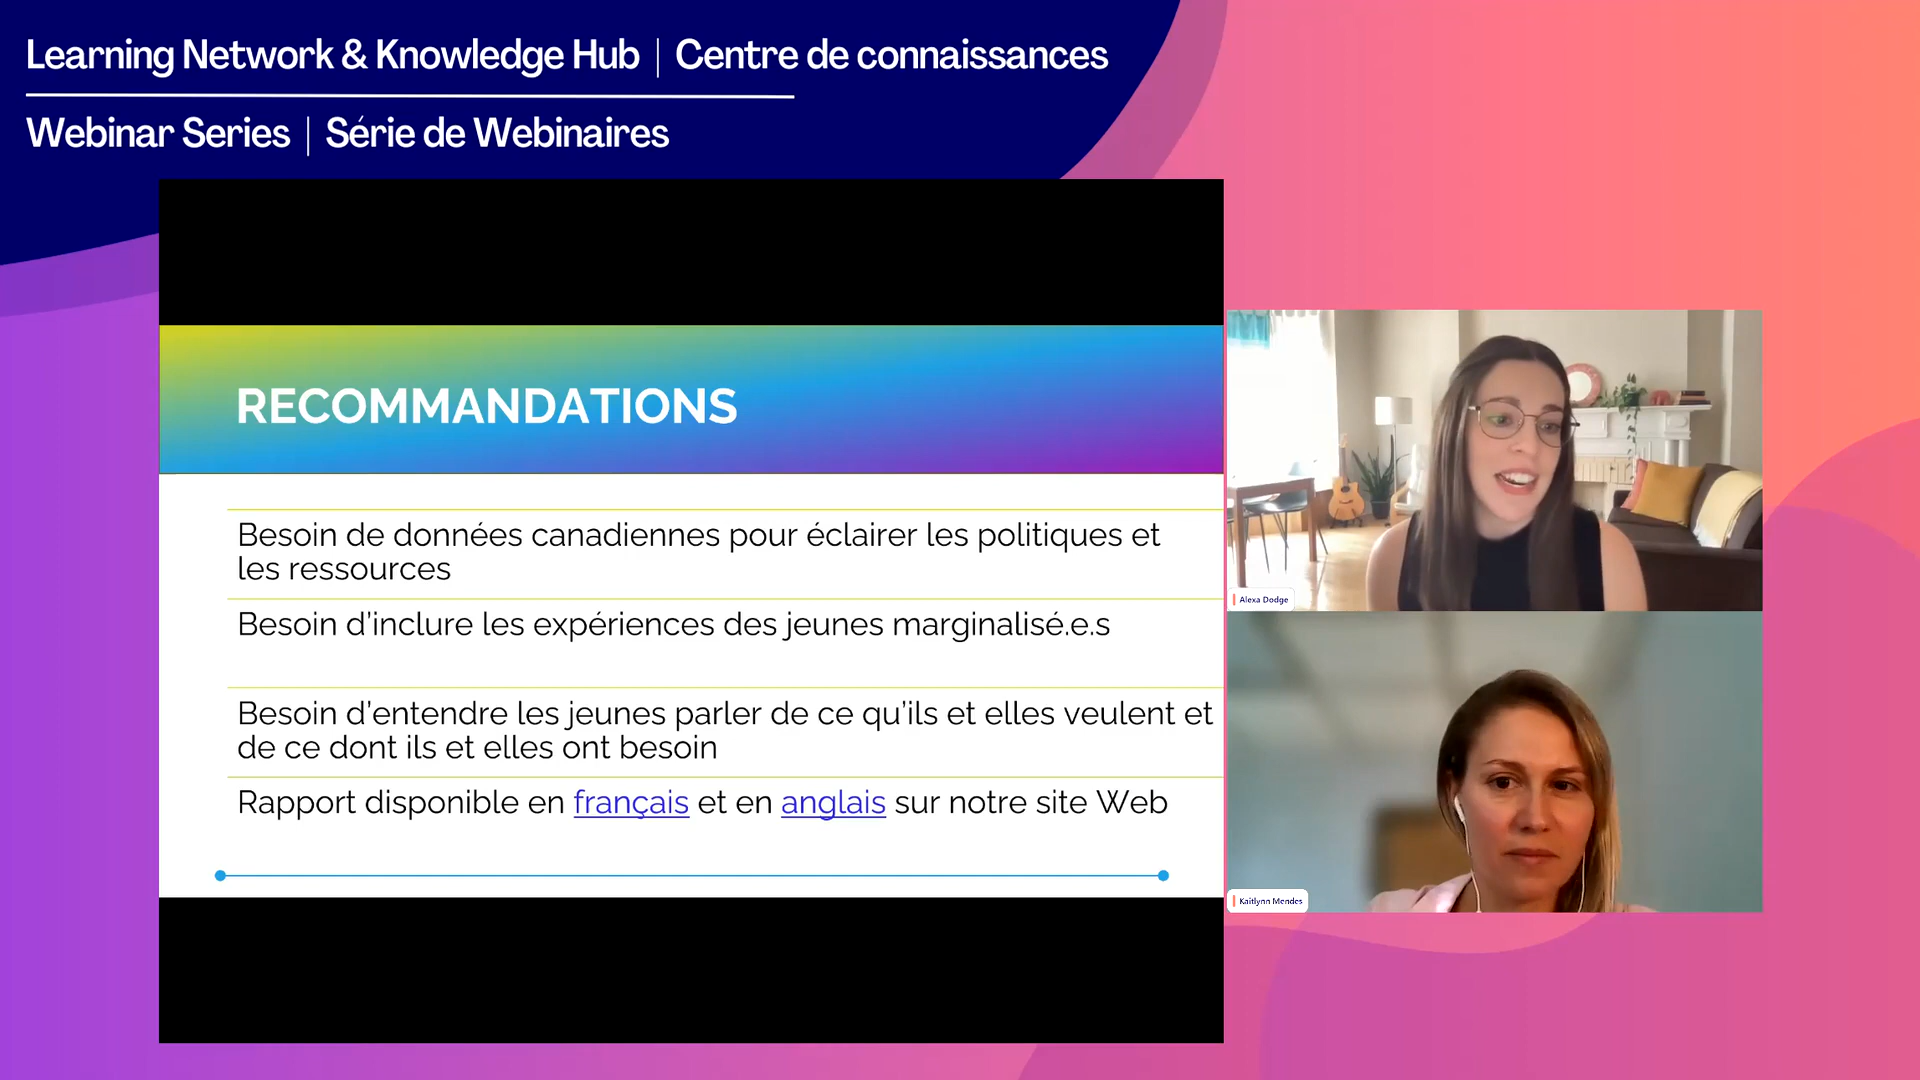 Learning Network & Knowledge Hub | Centre de connaissances
Webinar Series | Série de Webinaires
RECOMMANDATIONS
Besoin de données canadiennes pour éclairer les politiques et
les ressources
Besoin d'inclure les expériences des jeunes marginalisé.e.s
Besoin d'entendre les jeunes parler de ce qu'ils et elles veulent et
de ce dont ils et elles ont besoin
Rapport disponible en français et en anglais sur notre site Web
Alexa Dodge
Kaitlynn Mendes